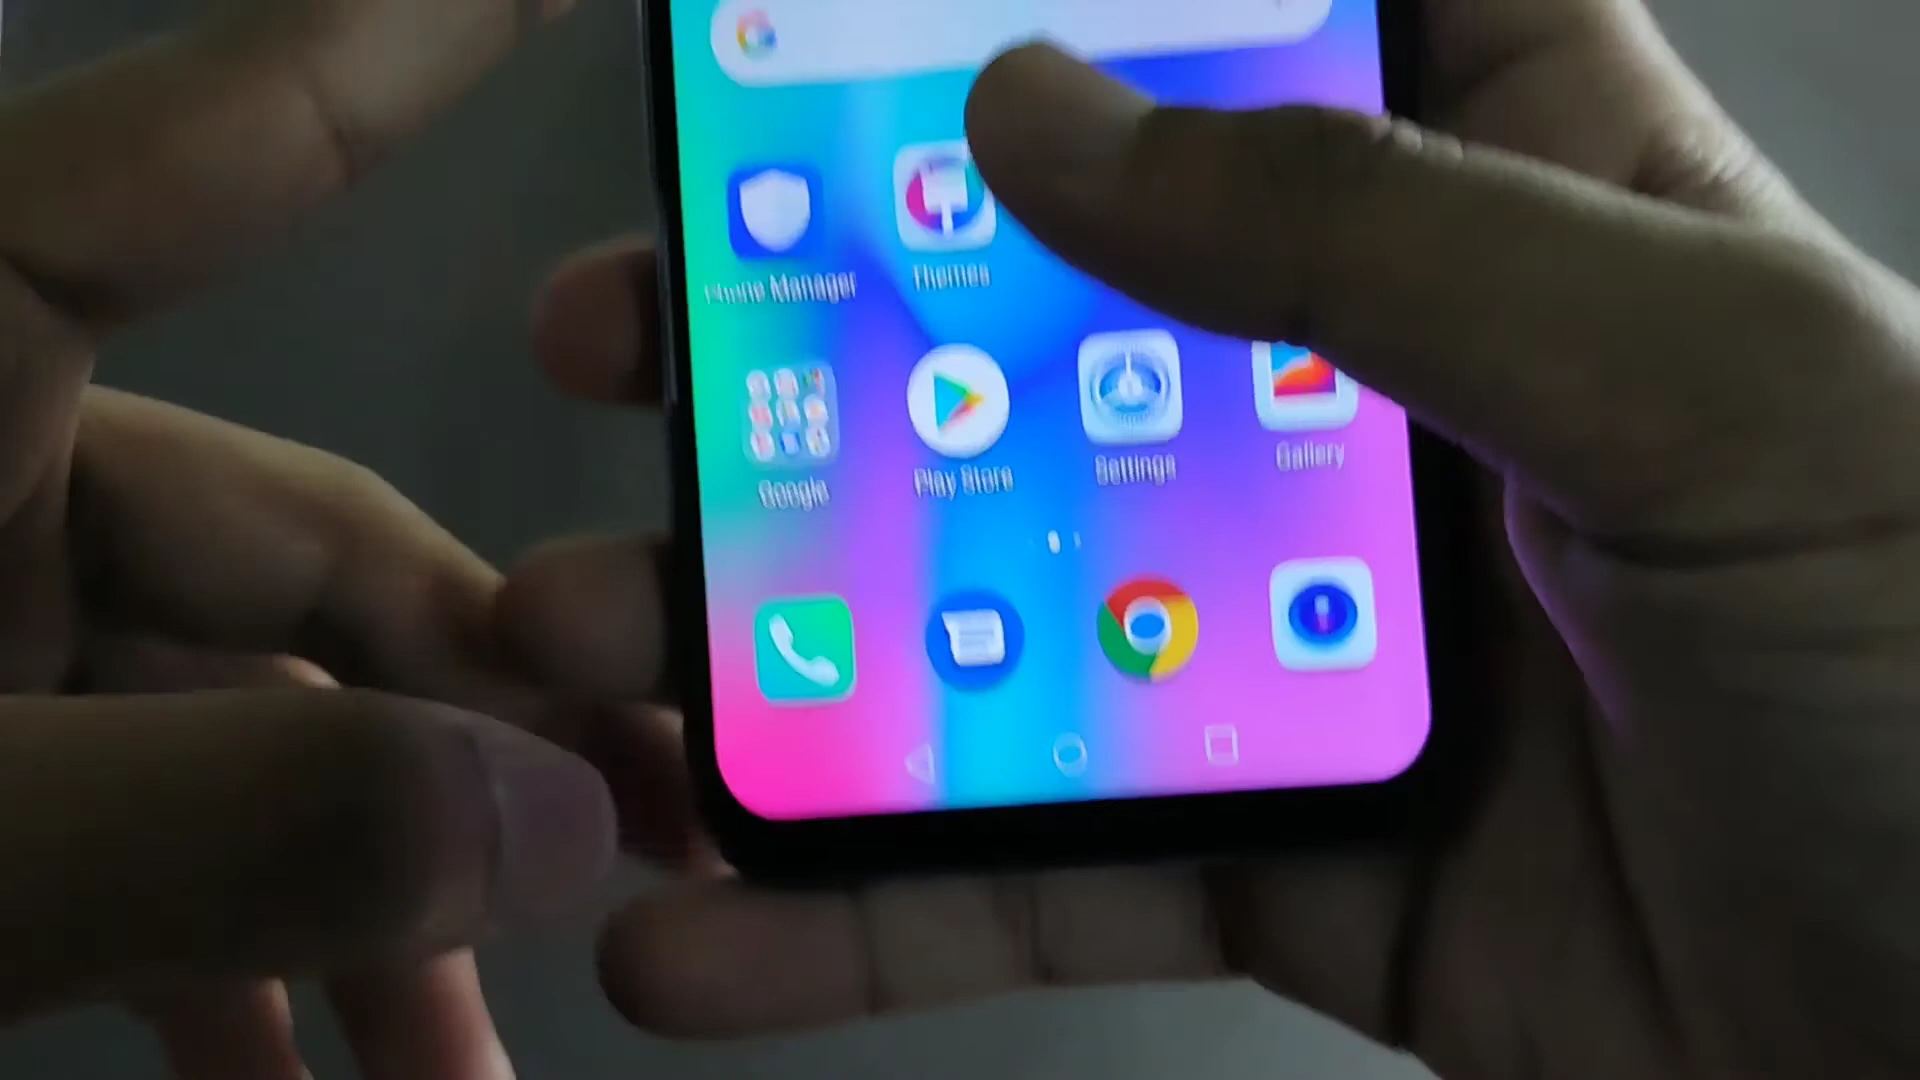 Phone Manager
Themes
Google
Play Store
Settings
Gallery